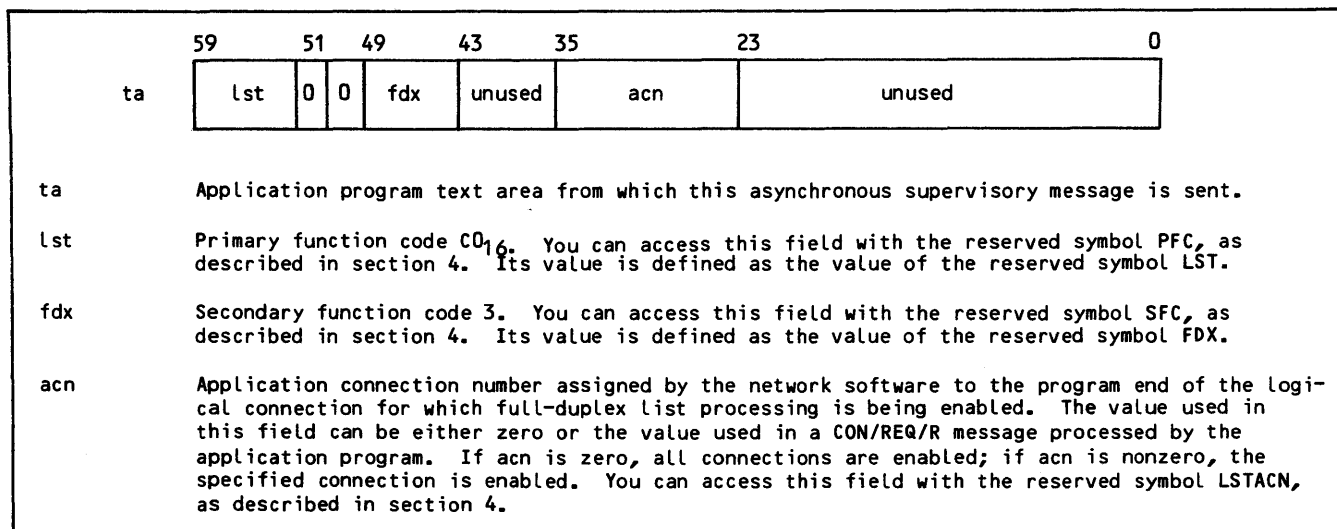 59 51 49 43 35 23 0
ta lst 0 0 fdx unused acn unused
ta Application program text area from which this asynchronous supervisory message is sent.
lst Primary function code C0₁₆. You can access this field with the reserved symbol PFC, as
described in section 4. Its value is defined as the value of the reserved symbol LST.
fdx Secondary function code 3. You can access this field with the reserved symbol SFC, as
described in section 4. Its value is defined as the value of the reserved symbol FDX.
acn Application connection number assigned by the network software to the program end of the logi-
cal connection for which full-duplex list processing is being enabled. The value used in
this field can be either zero or the value used in a CON/REQ/R message processed by the
application program. If acn is zero, all connections are enabled; if acn is nonzero, the
specified connection is enabled. You can access this field with the reserved symbol LSTACN,
as described in section 4.